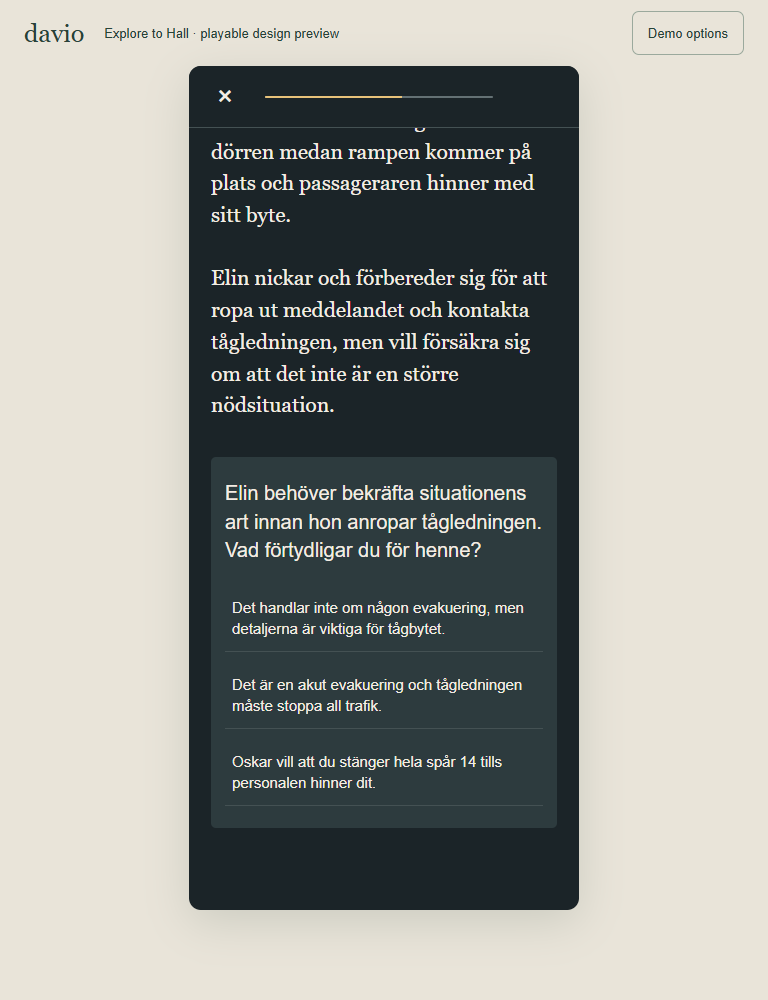 davio
Explore to Hall · playable design preview
Demo options
×
dörren medan rampen kommer på
plats och passageraren hinner med
sitt byte.
Elin nickar och förbereder sig för att
ropa ut meddelandet och kontakta
tågledningen, men vill försäkra sig
om att det inte är en större
nödsituation.
Elin behöver bekräfta situationens
art innan hon anropar tågledningen.
Vad förtydligar du för henne?
Det handlar inte om någon evakuering, men
detaljerna är viktiga för tågbytet.
Det är en akut evakuering och tågledningen
måste stoppa all trafik.
Oskar vill att du stänger hela spår 14 tills
personalen hinner dit.